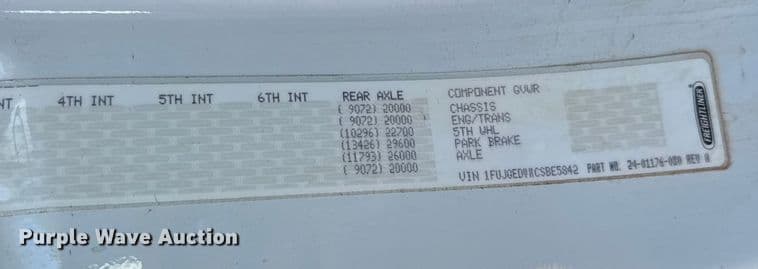 NT 4TH INT 5TH INT 6TH INT REAR AXLE COMPONENT GVWR
( 9072) 20000 CHASSIS
( 9072) 20000 ENG/TRANS
(10296) 22700 5TH WHL
(13426) 29600 PARK BRAKE
(11793) 26000 AXLE
( 9072) 20000
VIN PART NO. 24-01176-080 REV
FREIGHTLINER
Purple Wave Auction